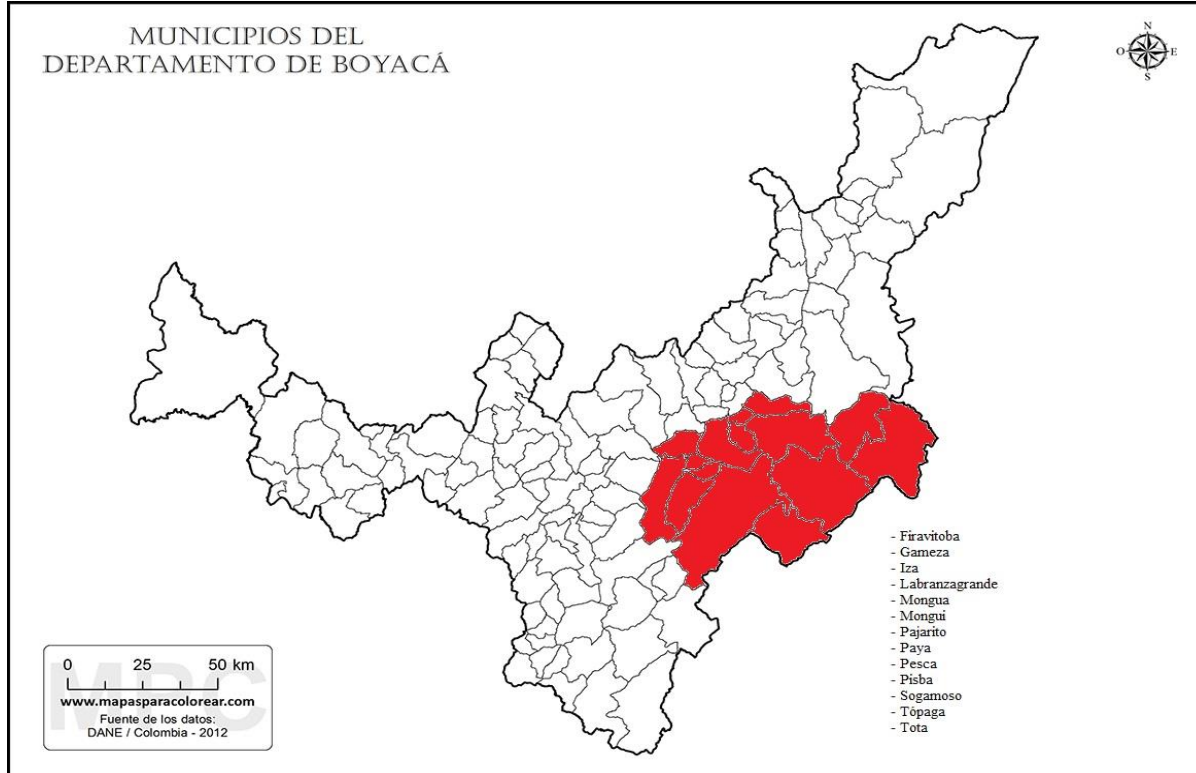 MUNICIPIOS DEL
DEPARTAMENTO DE BOYACÁ
N
O E
S
- Firavitoba
- Gameza
- Iza
- Labranzagrande
- Mongua
- Mongui
- Pajarito
- Paya
- Pesca
- Pisba
- Sogamoso
- Tópaga
- Tota
0 25 50 km
MPC
www.mapasparacolorear.com
Fuente de los datos:
DANE / Colombia - 2012